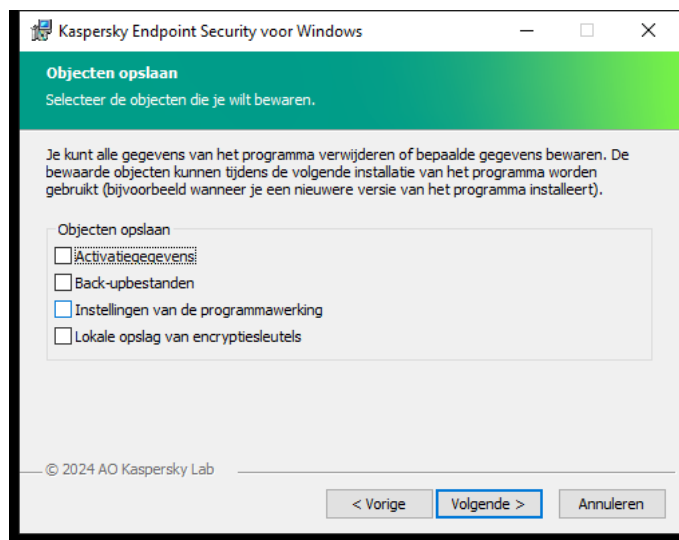 Kaspersky Endpoint Security voor Windows
Objecten opslaan
Selecteer de objecten die je wilt bewaren.
Je kunt alle gegevens van het programma verwijderen of bepaalde gegevens bewaren. De
bewaarde objecten kunnen tijdens de volgende installatie van het programma worden
gebruikt (bijvoorbeeld wanneer je een nieuwere versie van het programma installeert).
Objecten opslaan
Activatiegegevens
Back-upbestanden
Instellingen van de programmawerking
Lokale opslag van encryptiesleutels
© 2024 AO Kaspersky Lab
< Vorige
Volgende >
Annuleren